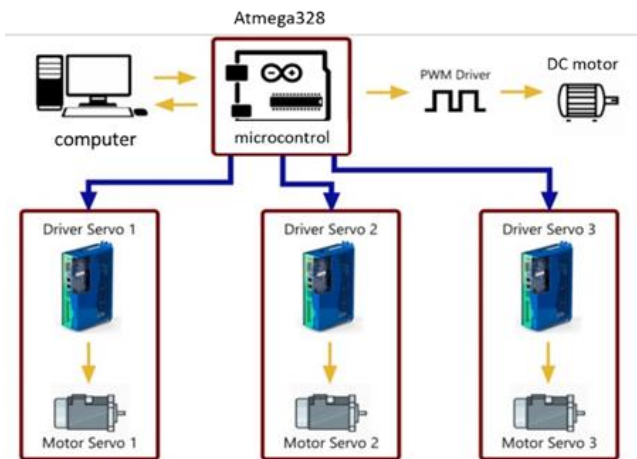 Atmega328
PWM Driver
DC motor
computer
microcontrol
Driver Servo 1
Driver Servo 2
Driver Servo 3
Motor Servo 1
Motor Servo 2
Motor Servo 3